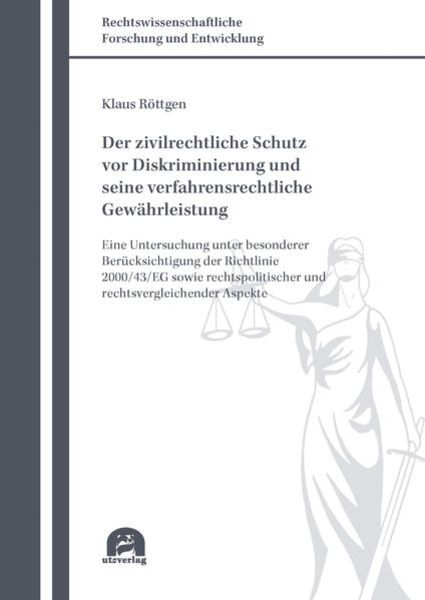 Rechtswissenschaftliche
Forschung und Entwicklung
Klaus Röttgen
Der zivilrechtliche Schutz
vor Diskriminierung und
seine verfahrensrechtliche
Gewährleistung
Eine Untersuchung unter besonderer
Berücksichtigung der Richtlinie
2000/43/EG sowie rechtspolitischer und
rechtsvergleichender Aspekte
utzverlag